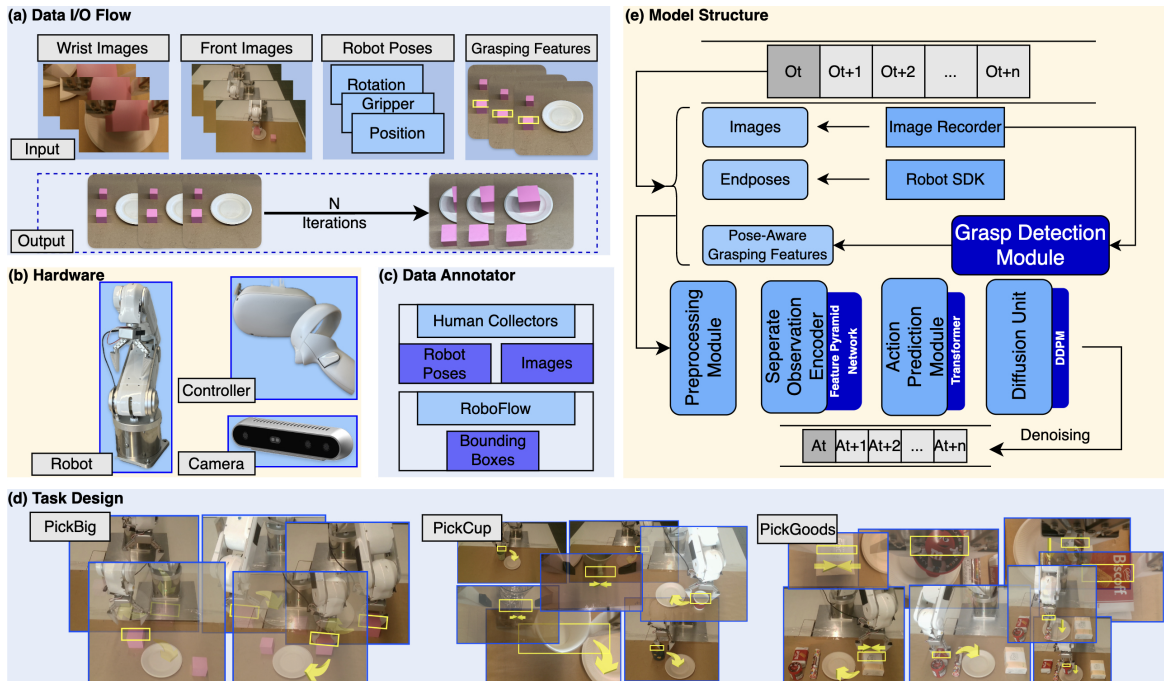 (a) Data I/O Flow
Wrist Images
Front Images
Robot Poses
Grasping Features
Rotation
Gripper
Position
Input
N
Iterations
Output
(b) Hardware
Controller
Robot
Camera
(c) Data Annotator
Human Collectors
Robot
Poses
Images
RoboFlow
Bounding
Boxes
(e) Model Structure
Ot
Ot+1
Ot+2
...
Ot+n
Images
Image Recorder
Endposes
Robot SDK
Pose-Aware
Grasping Features
Grasp Detection
Module
Preprocessing
Module
Seperate
Observation
Encoder
Feature Pyramid
Network
Action
Prediction
Module
Transformer
Diffusion Unit
DDPM
Denoising
At
At+1
At+2
...
At+n
(d) Task Design
PickBig
PickCup
PickGoods
Biscoff